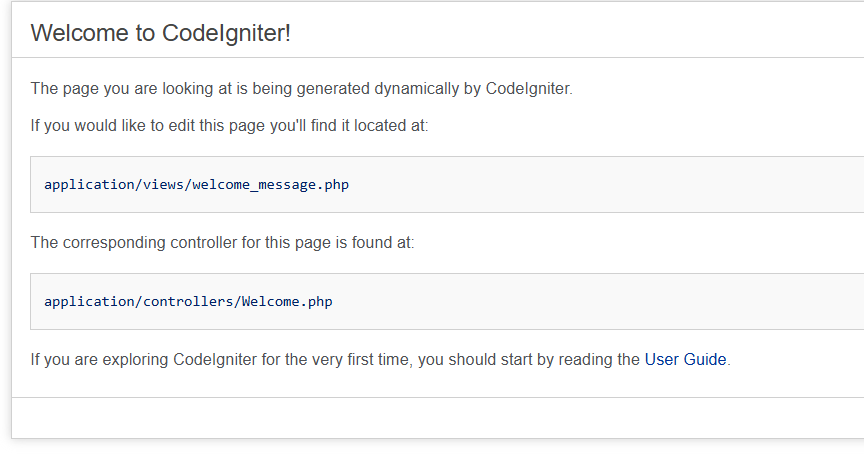 Welcome to CodeIgniter!
The page you are looking at is being generated dynamically by CodeIgniter.
If you would like to edit this page you'll find it located at:
application/views/welcome_message.php
The corresponding controller for this page is found at:
application/controllers/Welcome.php
If you are exploring CodeIgniter for the very first time, you should start by reading the User Guide.